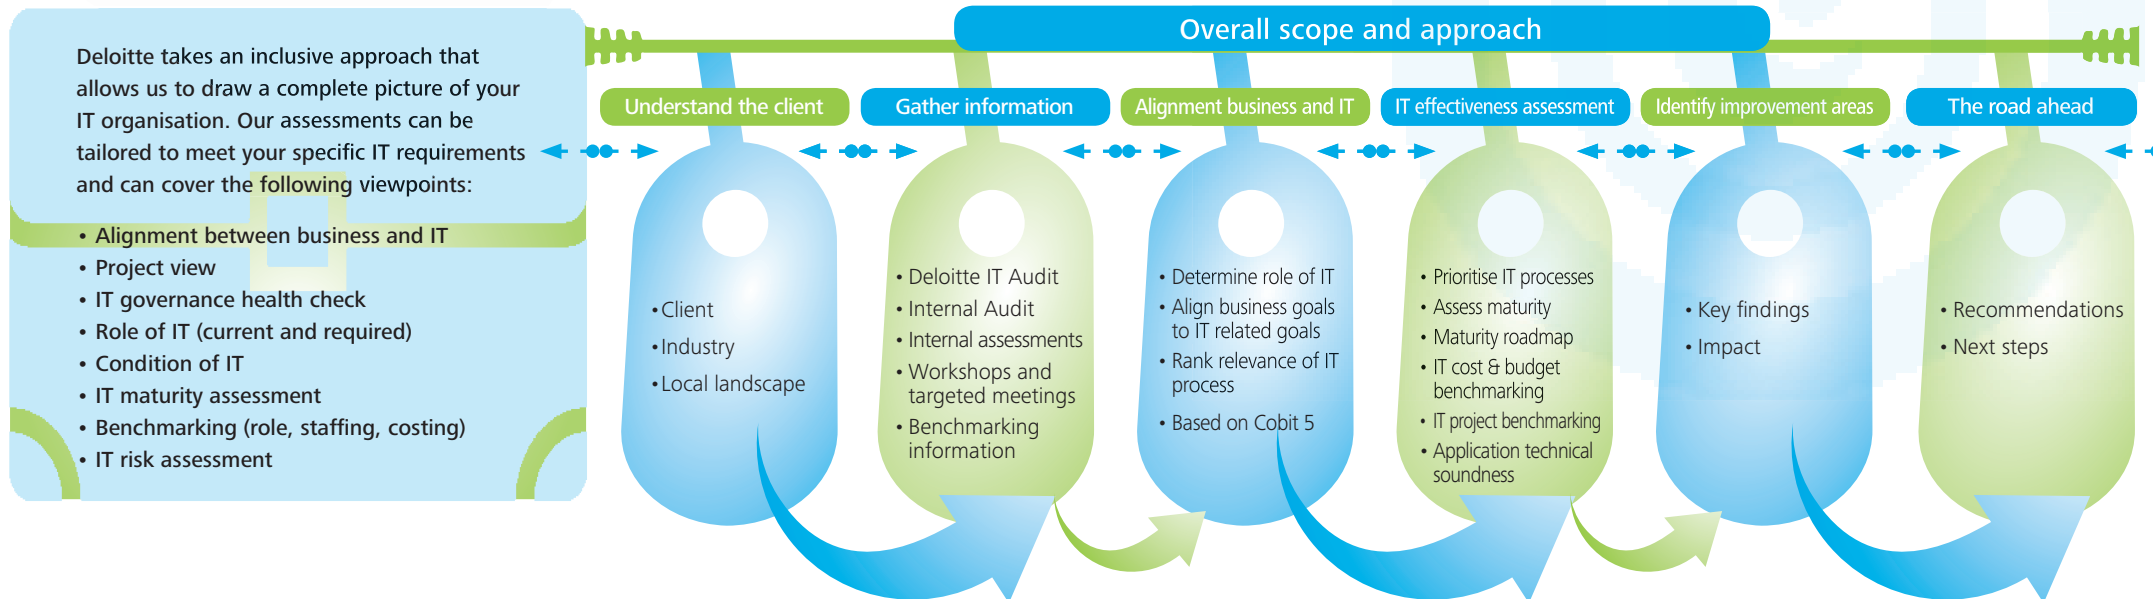 Deloitte takes an inclusive approach that
allows us to draw a complete picture of your
IT organisation. Our assessments can be
tailored to meet your specific IT requirements
and can cover the following viewpoints:
• Alignment between business and IT
• Project view
• IT governance health check
• Role of IT (current and required)
• Condition of IT
• IT maturity assessment
• Benchmarking (role, staffing, costing)
• IT risk assessment
Overall scope and approach
Understand the client
• Client
• Industry
• Local landscape
Gather information
• Deloitte IT Audit
• Internal Audit
• Internal assessments
• Workshops and
targeted meetings
• Benchmarking
information
Alignment business and IT
• Determine role of IT
• Align business goals
to IT related goals
• Rank relevance of IT
process
• Based on Cobit 5
IT effectiveness assessment
• Prioritise IT processes
• Assess maturity
• Maturity roadmap
• IT cost & budget
benchmarking
• IT project benchmarking
• Application technical
soundness
Identify improvement areas
• Key findings
• Impact
The road ahead
• Recommendations
• Next steps